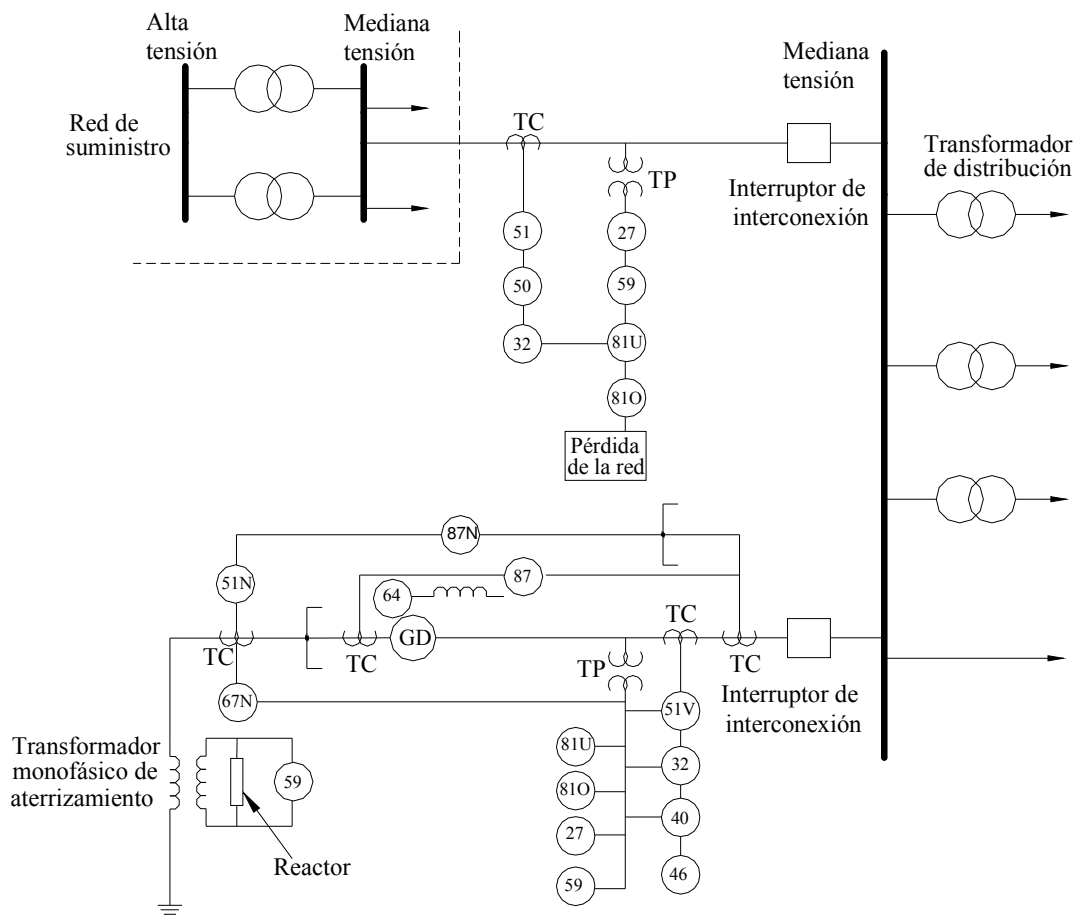 Alta
tensión
Mediana
tensión
Red de
suministro
TC
TP
Mediana
tensión
Interruptor de
interconexión
Transformador
de distribución
51
27
50
59
32
81U
81O
Pérdida
de la red
87N
51N
87
64
TC
GD
TC
TC
TC
TP
67N
Interruptor de
interconexión
51V
Transformador
monofásico de
aterrizamiento
59
81U
32
81O
40
27
Reactor
46
59